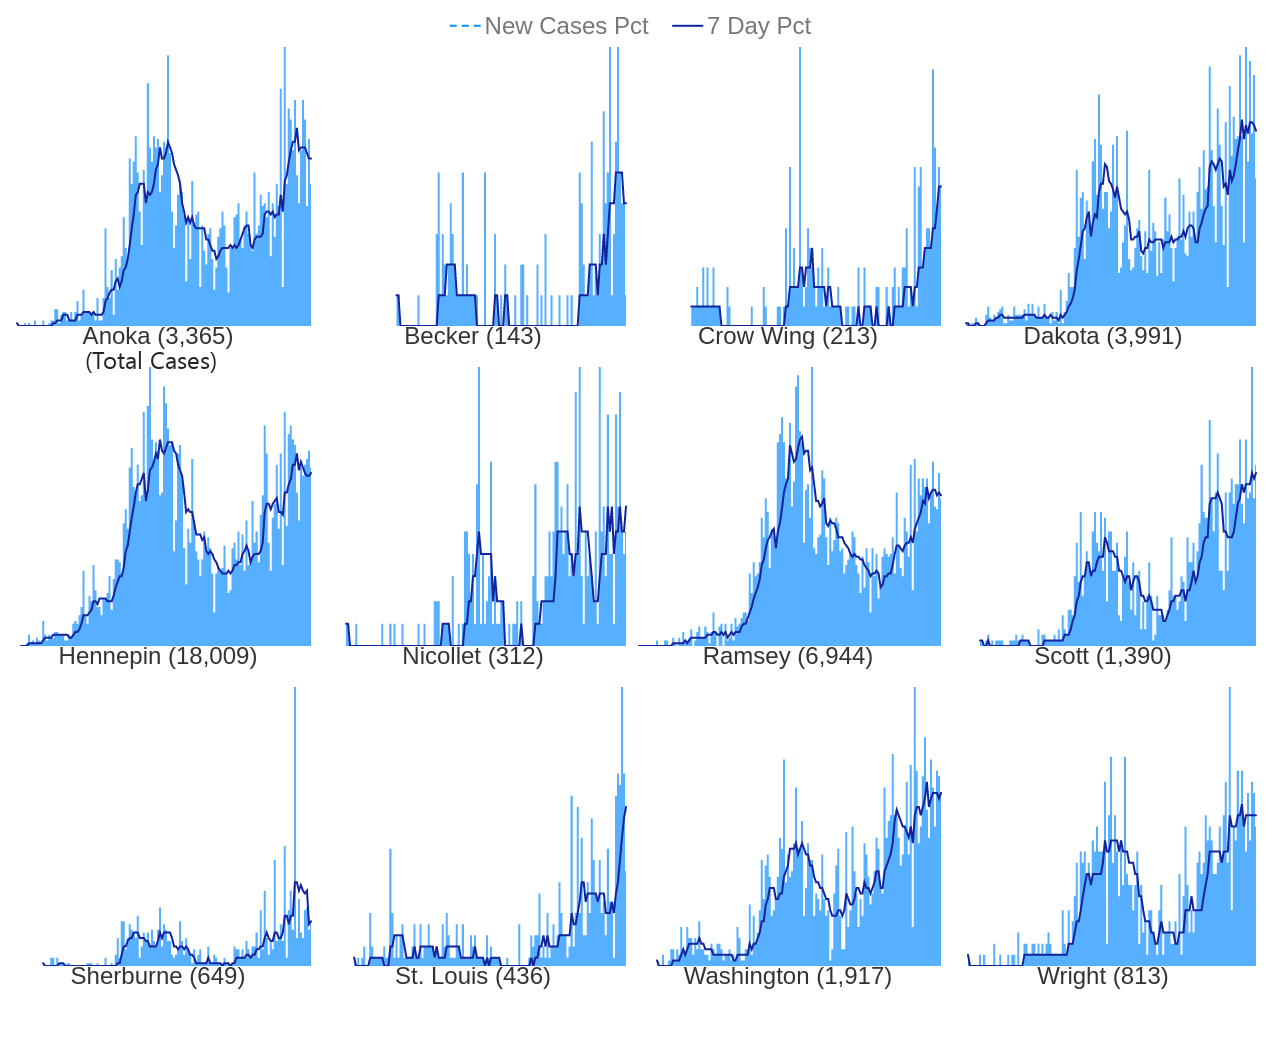 New Cases Pct 7 Day Pct
Anoka (3,365) Becker (143) Crow Wing (213) Dakota (3,991)
(Total Cases)
Hennepin (18,009) Nicollet (312) Ramsey (6,944) Scott (1,390)
Sherburne (649) St. Louis (436) Washington (1,917) Wright (813)